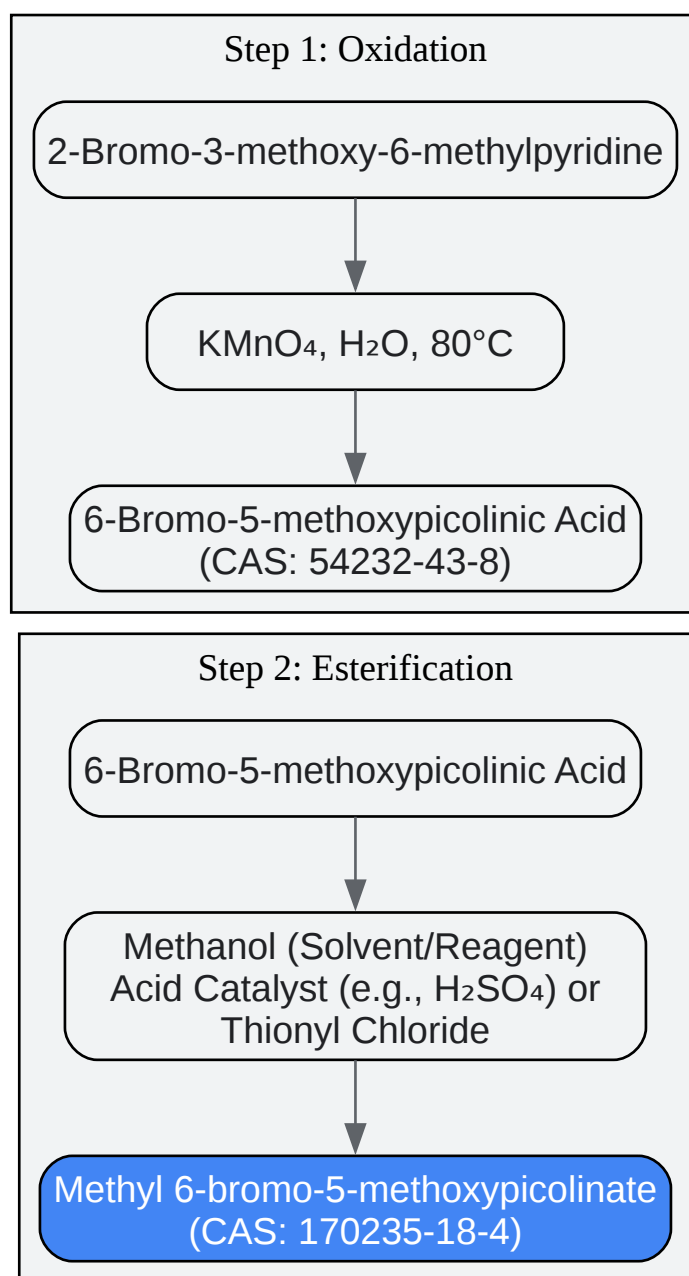 Step 1: Oxidation
2-Bromo-3-methoxy-6-methylpyridine
KMnO₄, H₂O, 80°C
6-Bromo-5-methoxypicolinic Acid
(CAS: 54232-43-8)
Step 2: Esterification
6-Bromo-5-methoxypicolinic Acid
Methanol (Solvent/Reagent)
Acid Catalyst (e.g., H₂SO₄) or
Thionyl Chloride
Methyl 6-bromo-5-methoxypicolinate
(CAS: 170235-18-4)